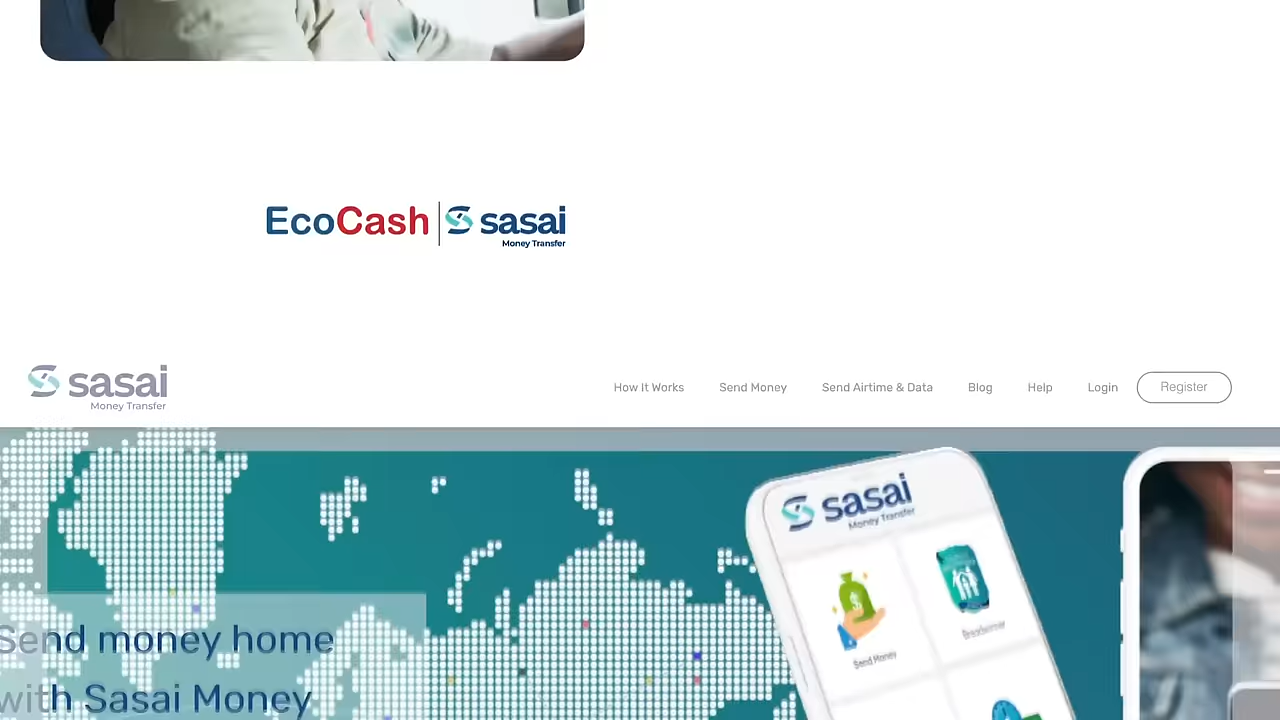 EcoCash sasai
Money Transfer
sasai
Money Transfer
How It Works Send Money Send Airtime & Data Blog Help Login Register
sasai
Money Transfer
Breadwinner
Send Money
Send money home
with Sasai Money